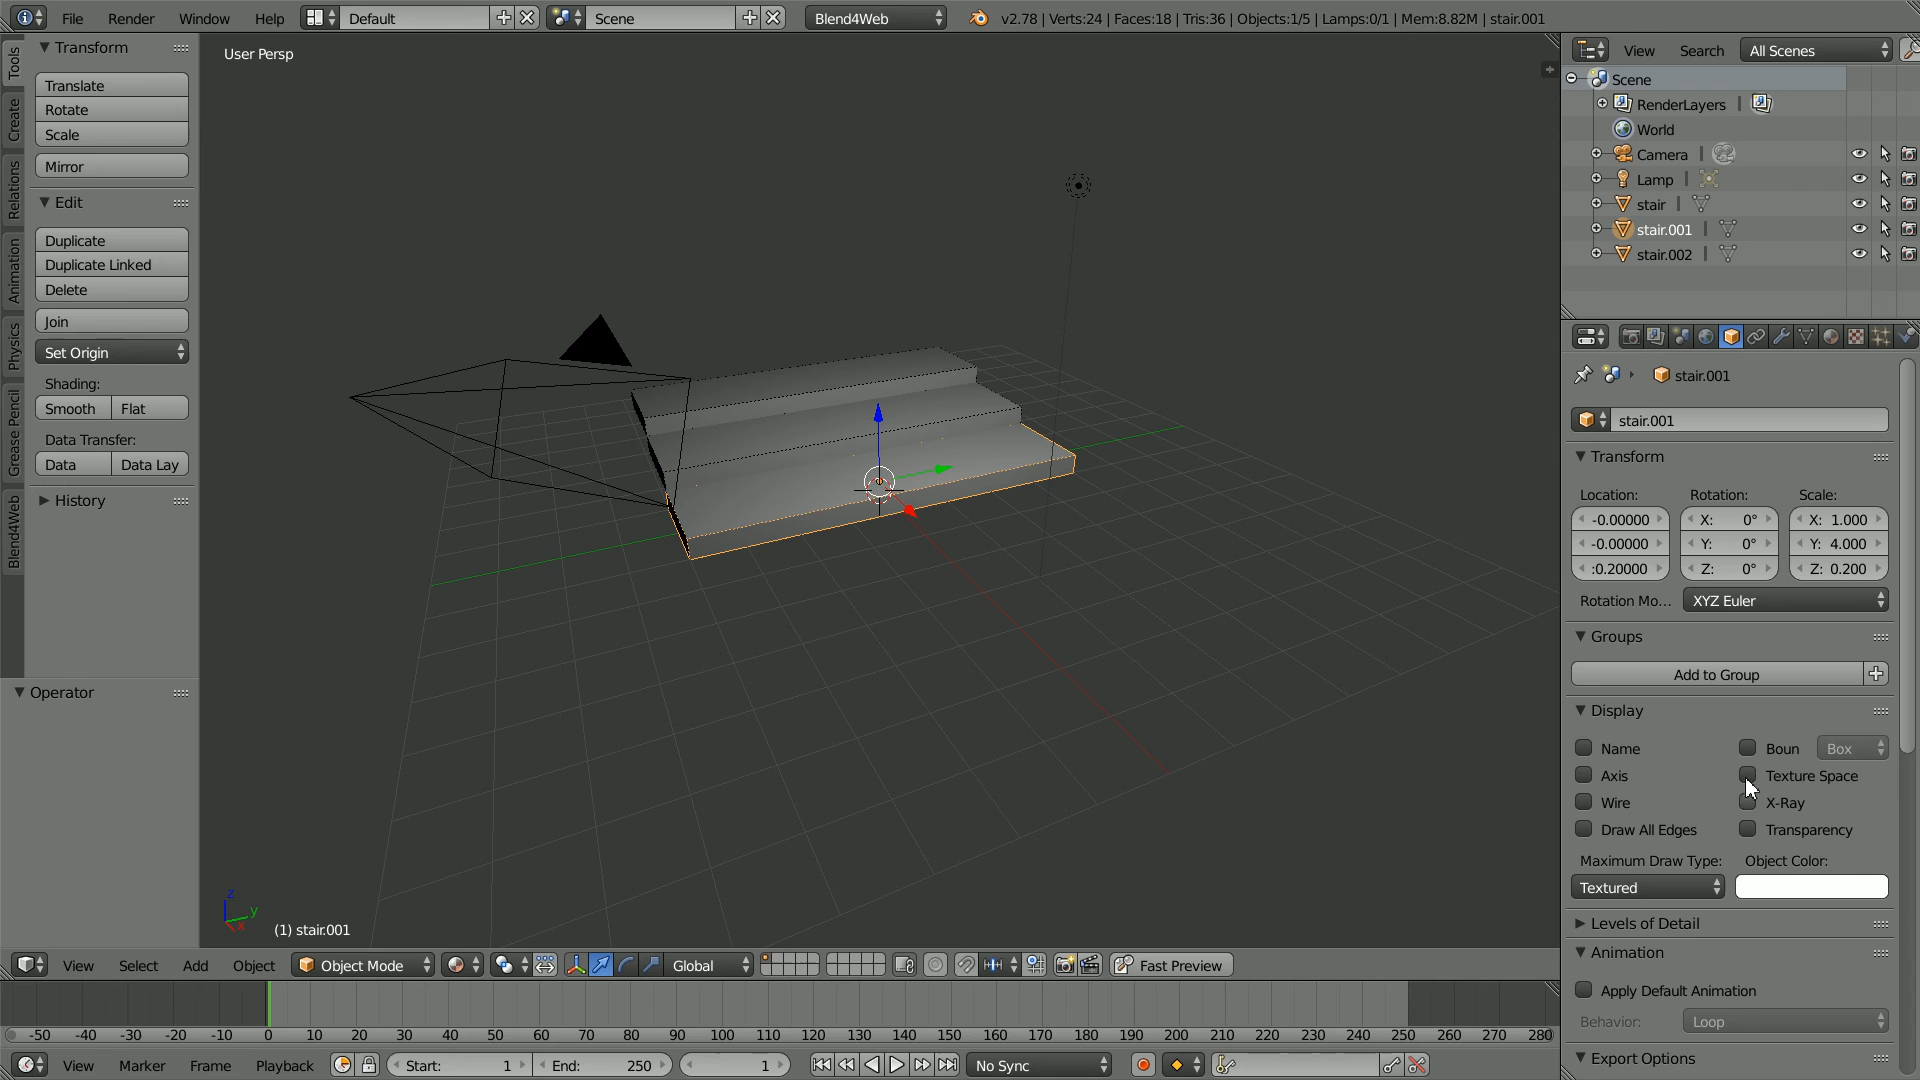 File Render Window Help Default Scene Blend4Web v2.78 | Verts:24 | Faces:18 | Tris:36 | Objects:1/5 | Lamps:0/1 | Mem:8.82M | stair.001
Tools
Create
Relations
Animation
Physics
Grease Pencil
Blend4Web
Transform
Translate
Rotate
Scale
Mirror
Edit
Duplicate
Duplicate Linked
Delete
Join
Set Origin
Shading:
Smooth Flat
Data Transfer:
Data Data Lay
History
Operator
User Persp
z
y
x
(1) stair.001
View Search All Scenes
Scene
RenderLayers |
World
Camera |
Lamp |
stair |
stair.001 |
stair.002 |
stair.001
stair.001
Transform
Location: Rotation: Scale:
-0.00000 X: 0° X: 1.000
-0.00000 Y: 0° Y: 4.000
:0.20000 Z: 0° Z: 0.200
Rotation Mo... XYZ Euler
Groups
Add to Group
Display
Name Boun Box
Axis Texture Space
Wire X-Ray
Draw All Edges Transparency
Maximum Draw Type: Object Color:
Textured
Levels of Detail
Animation
Apply Default Animation
Behavior: Loop
Export Options
View Select Add Object Object Mode Global Fast Preview
-50 -40 -30 -20 -10 0 10 20 30 40 50 60 70 80 90 100 110 120 130 140 150 160 170 180 190 200 210 220 230 240 250 260 270 280
View Marker Frame Playback Start: 1 End: 250 1 No Sync